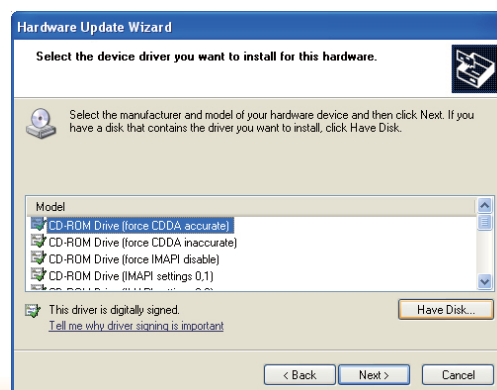 Hardware Update Wizard
Select the device driver you want to install for this hardware.
Select the manufacturer and model of your hardware device and then click Next. If you
have a disk that contains the driver you want to install, click Have Disk.
Model
CD-ROM Drive (force CDDA accurate)
CD-ROM Drive (force CDDA inaccurate)
CD-ROM Drive (force IMAPI disable)
CD-ROM Drive (IMAPI settings 0,1)
This driver is digitally signed.
Have Disk...
Tell me why driver signing is important
< Back Next > Cancel